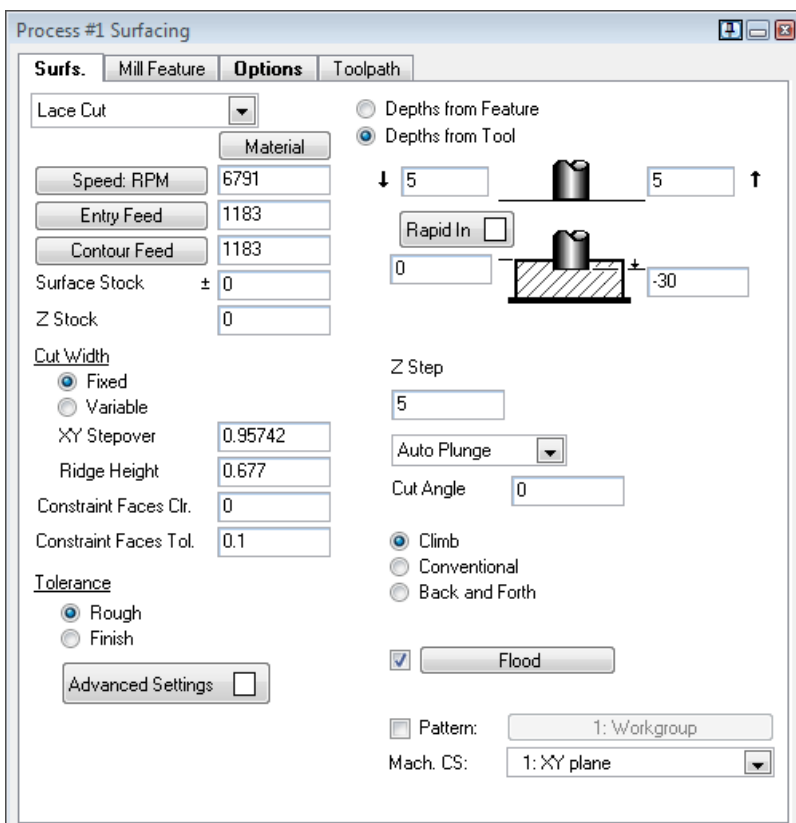 Process #1 Surfacing
Surfs. Mill Feature Options Toolpath
Lace Cut
Material
Speed: RPM 6791
Entry Feed 1183
Contour Feed 1183
Surface Stock ± 0
Z Stock 0
Cut Width
Fixed
Variable
XY Stepover 0.95742
Ridge Height 0.677
Constraint Faces Clr. 0
Constraint Faces Tol. 0.1
Tolerance
Rough
Finish
Advanced Settings
Depths from Feature
Depths from Tool
5 5
Rapid In
0
-30
Z Step
5
Auto Plunge
Cut Angle 0
Climb
Conventional
Back and Forth
Flood
Pattern: 1: Workgroup
Mach. CS: 1: XY plane